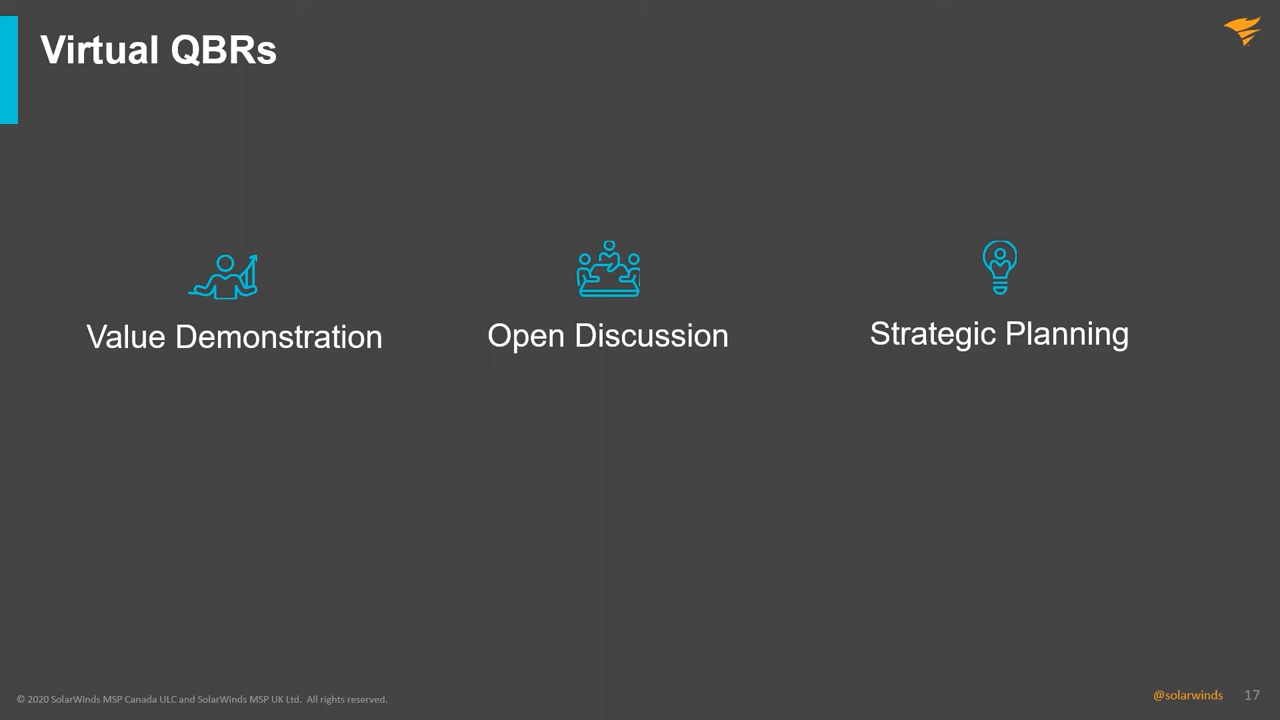 Virtual QBRs
Value Demonstration
Open Discussion
Strategic Planning
© 2020 SolarWinds MSP Canada ULC and SolarWinds MSP UK Ltd. All rights reserved.
@solarwinds
17